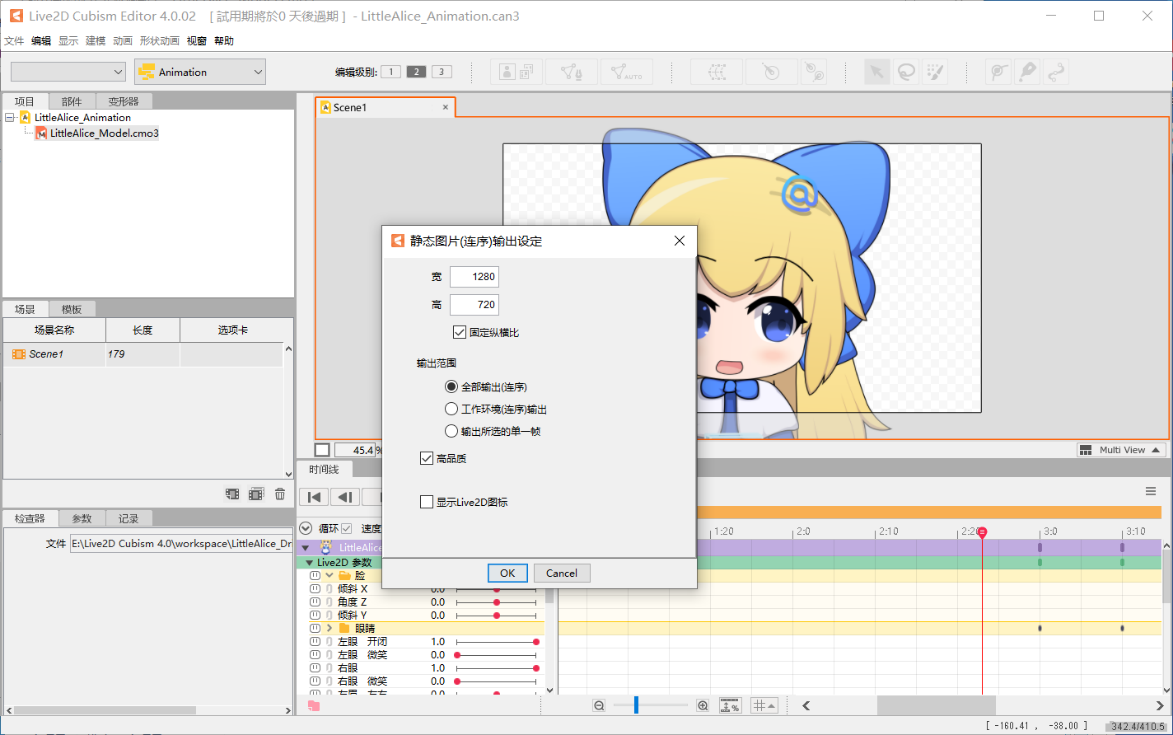 Live2D Cubism Editor 4.0.02 [ 試用期將於0 天後過期 ] - LittleAlice_Animation.can3
文件 编辑 显示 建模 动画 形状动画 视窗 帮助
Animation
编辑级别: 1 2 3
AUTO
项目 部件 变形器
LittleAlice_Animation
LittleAlice_Model.cmo3
Scene1
@
静态图片(连序)输出设定
宽 1280
高 720
固定纵横比
输出范围
全部输出(连序)
工作环境(连序)输出
输出所选的单一帧
高品质
显示Live2D图标
OK Cancel
场景 模板
场景名称 长度 选项卡
Scene1 179
45.4%
Multi View
时间线
检查器 参数 记录
文件 E:\Live2D Cubism 4.0\workspace\LittleAlice_Dr
循环 速度
1:20 2:0 2:10 2:20 3:0 3:10
LittleAlice
Live2D 参数
脸
倾斜 X 0.0
角度 Z 0.0
倾斜 Y 0.0
眼睛
左眼 开闭 1.0
左眼 微笑 0.0
右眼 1.0
右眼 微笑 0.0
[ -160.41 , -38.00 ] 342.4/410.5